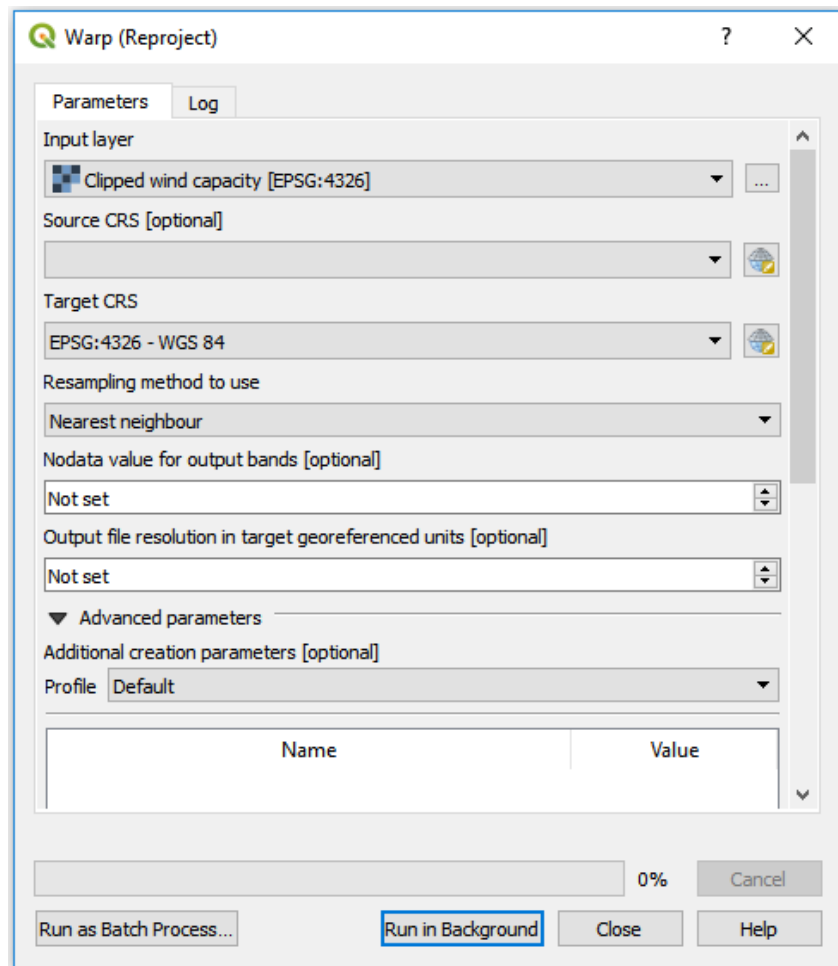 Warp (Reproject)
?
Parameters Log
Input layer
Clipped wind capacity [EPSG:4326]
...
Source CRS [optional]
Target CRS
EPSG:4326 - WGS 84
Resampling method to use
Nearest neighbour
Nodata value for output bands [optional]
Not set
Output file resolution in target georeferenced units [optional]
Not set
Advanced parameters
Additional creation parameters [optional]
Profile Default
Name Value
0% Cancel
Run as Batch Process... Run in Background Close Help